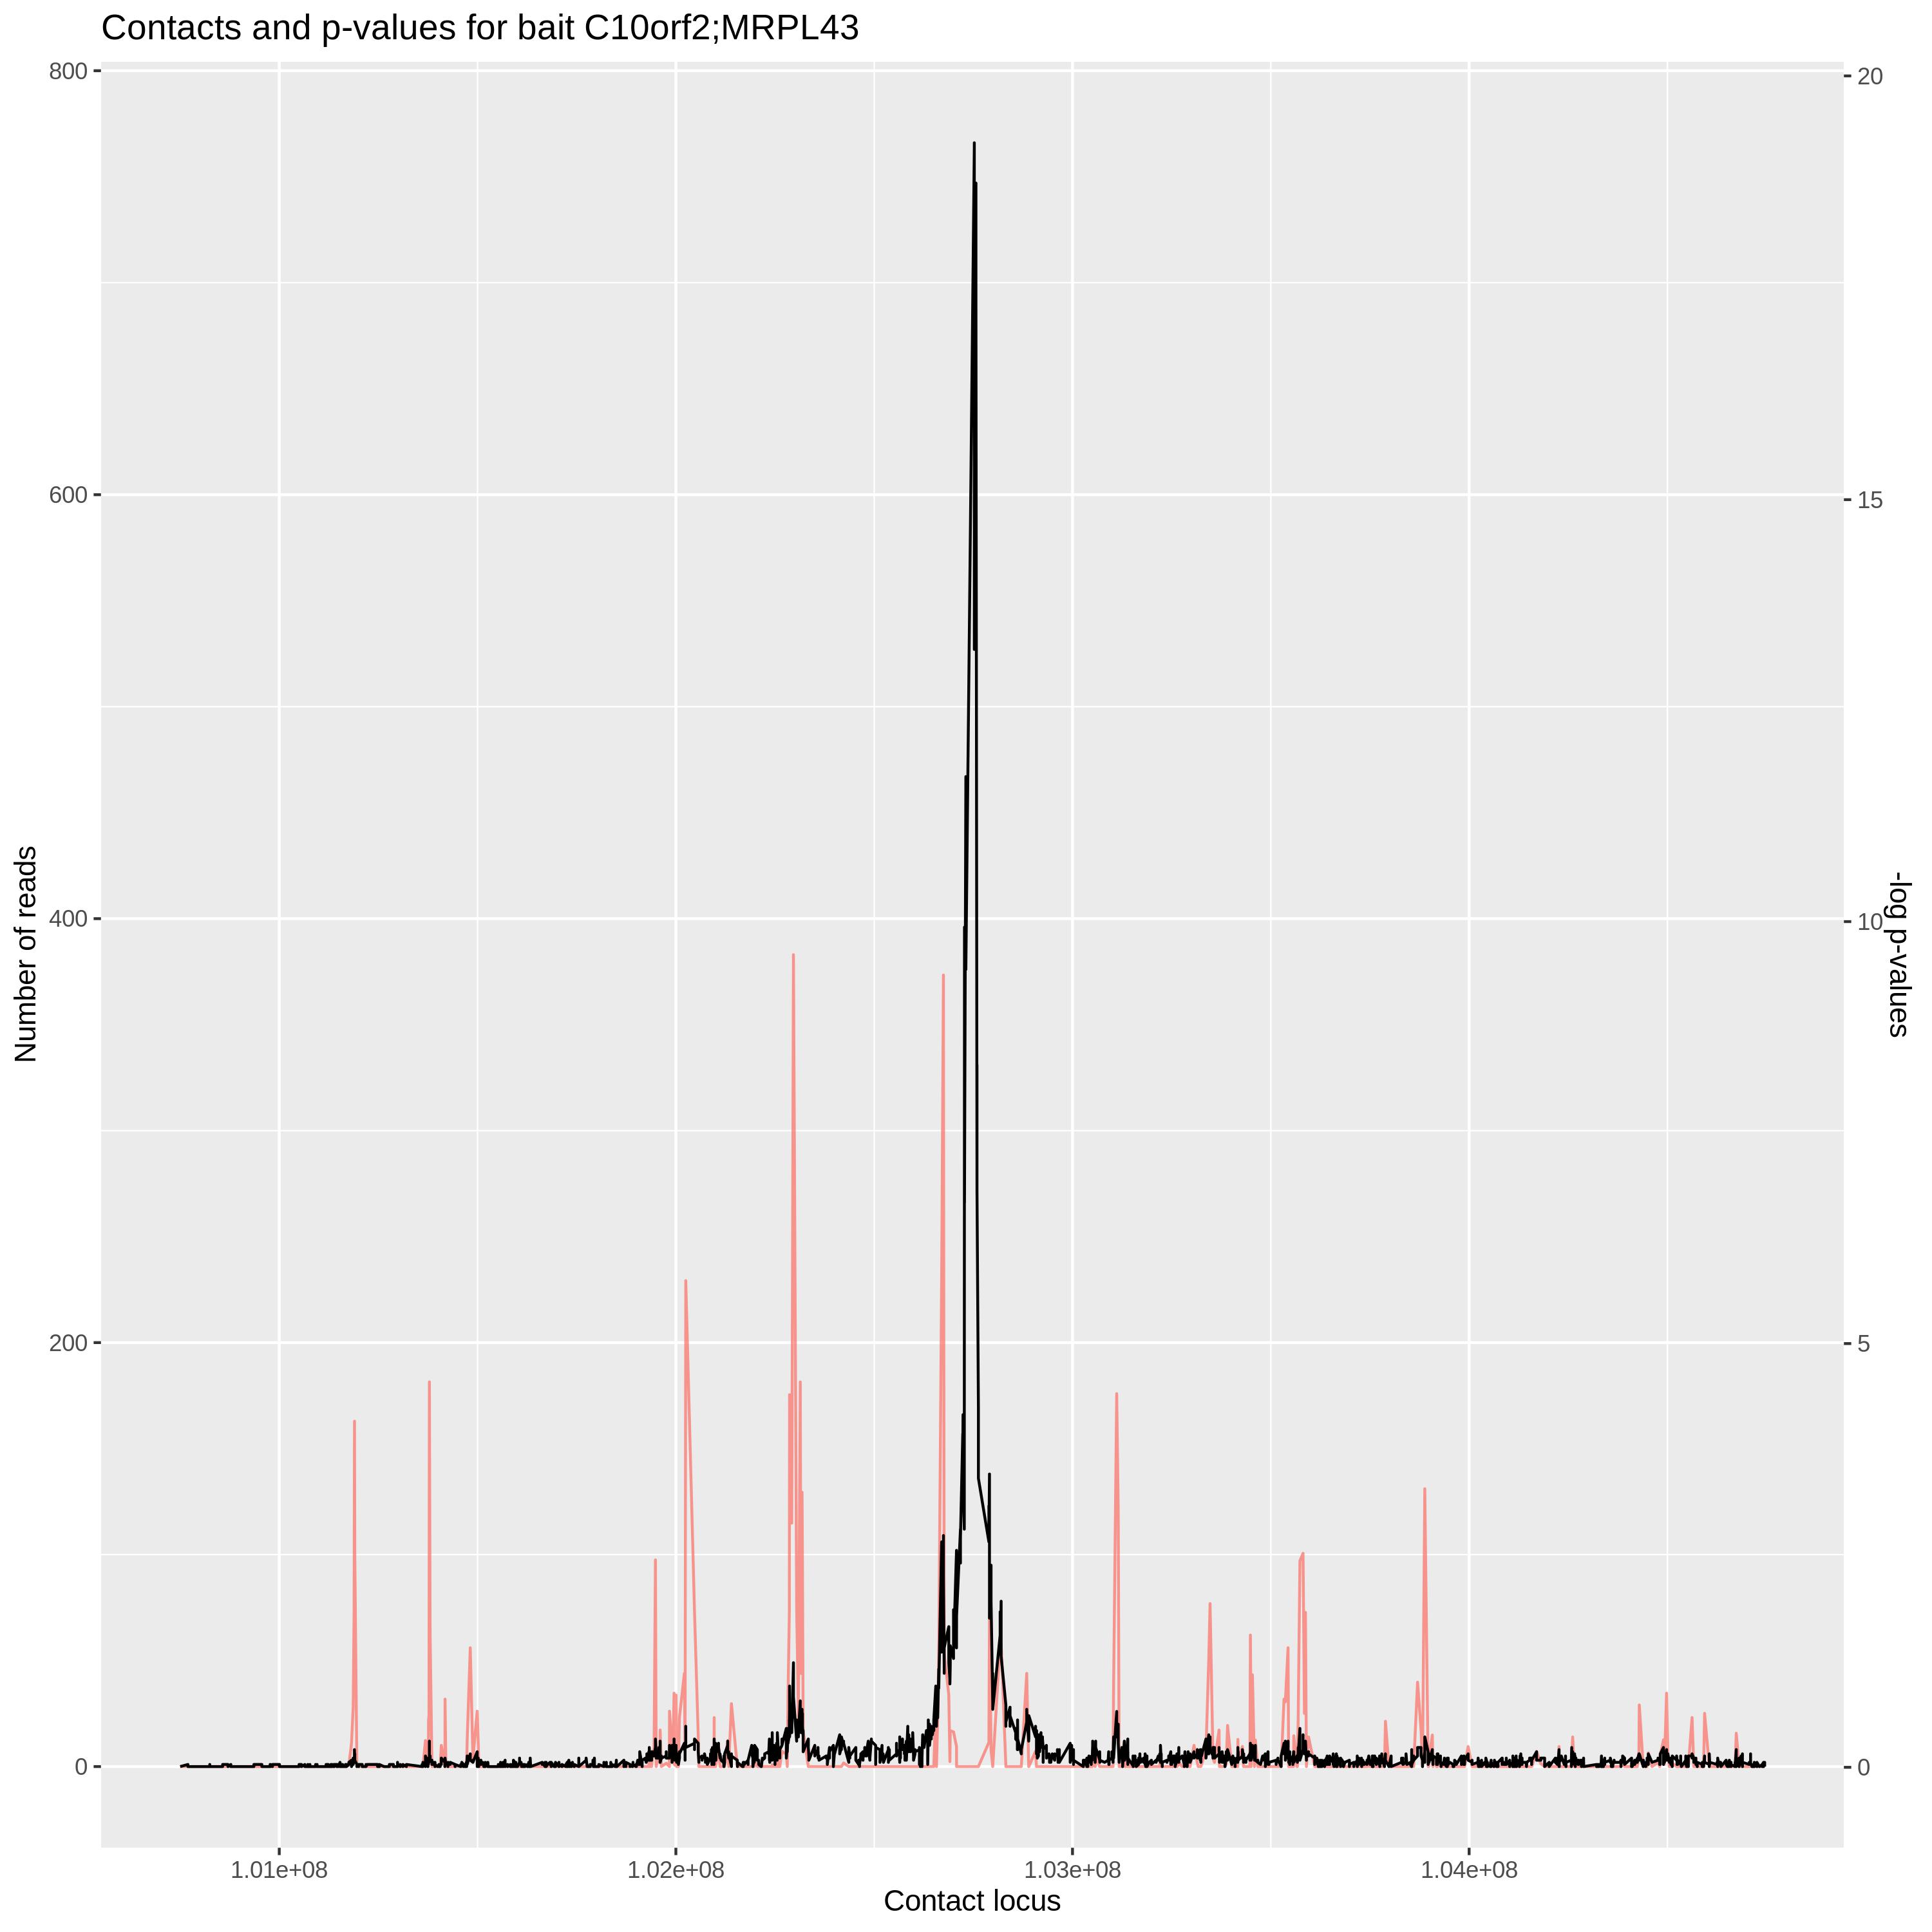 Contacts and p-values for bait C10orf2;MRPL43
800
600
400
200
0
Number of reads
20
15
10
5
0
-log p-values
1.01e+08
1.02e+08
1.03e+08
1.04e+08
Contact locus